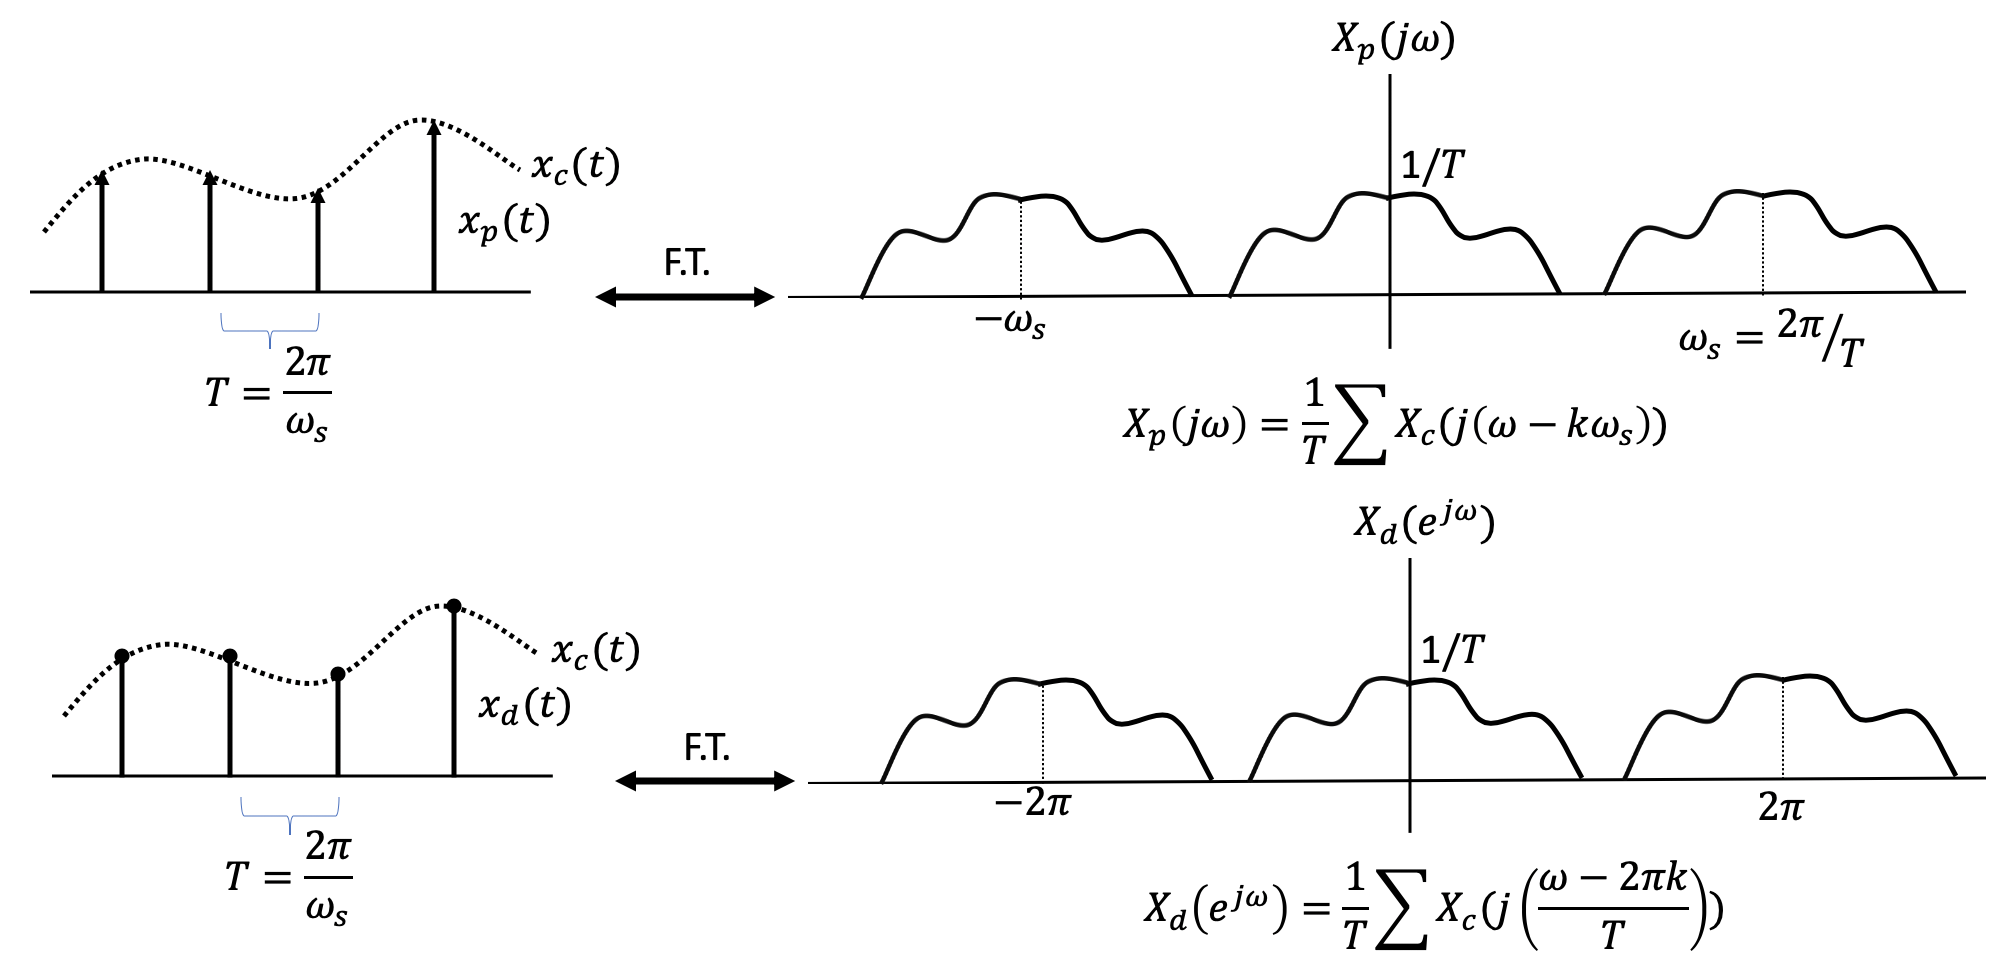 X_p(jω)
1/T
x_c(t)
x_p(t)
F.T.
−ω_s
ω_s = 2π/T
T = 2π/ω_s
X_p(jω) = 1/T ∑ X_c(j(ω − kω_s))
X_d(e^{jω})
1/T
x_c(t)
x_d(t)
F.T.
−2π
2π
T = 2π/ω_s
X_d(e^{jω}) = 1/T ∑ X_c(j((ω − 2πk)/T))